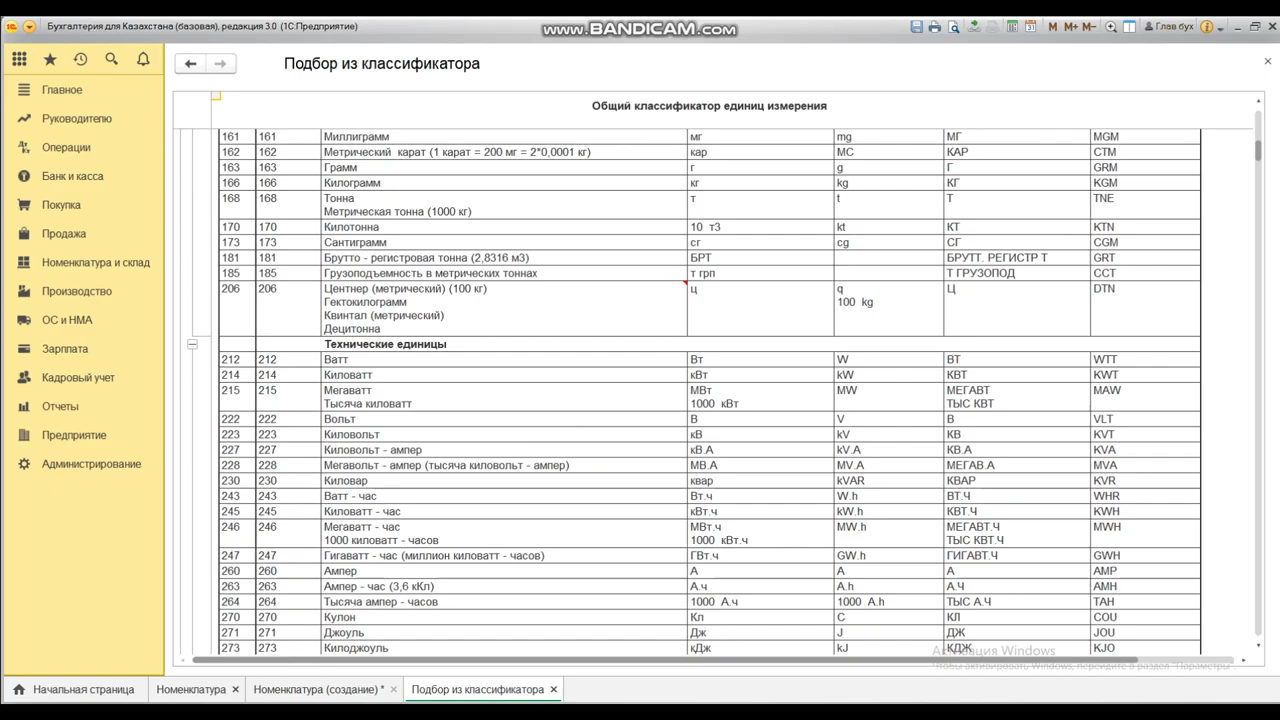 Бухгалтерия для Казахстана (базовая), редакция 3.0 (1С:Предприятие)
www.BANDICAM.com
M M+ M- Глав бух
Главное
Руководителю
Операции
Банк и касса
Покупка
Продажа
Номенклатура и склад
Производство
ОС и НМА
Зарплата
Кадровый учет
Отчеты
Предприятие
Администрирование
Подбор из классификатора
Общий классификатор единиц измерения
161 161 Миллиграмм мг mg МГ MGM
162 162 Метрический карат (1 карат = 200 мг = 2*0,0001 кг) кар МС КАР CTM
163 163 Грамм г g Г GRM
166 166 Килограмм кг kg КГ KGM
168 168 Тонна т t Т TNE
Метрическая тонна (1000 кг)
170 170 Килотонна 10 т3 kt КТ KTN
173 173 Сантиграмм сг cg СГ CGM
181 181 Брутто - регистровая тонна (2,8316 м3) БРТ БРУТТ. РЕГИСТР Т GRT
185 185 Грузоподъемность в метрических тоннах т грп Т ГРУЗОПОД CCT
206 206 Центнер (метрический) (100 кг) ц q Ц DTN
Гектокилограмм 100 kg
Квинтал (метрический)
Децитонна
Технические единицы
212 212 Ватт Вт W ВТ WTT
214 214 Киловатт кВт kW КВТ KWT
215 215 Мегаватт МВт MW МЕГАВТ MAW
Тысяча киловатт 1000 кВт ТЫС КВТ
222 222 Вольт В V В VLT
223 223 Киловольт кВ kV КВ KVT
227 227 Киловольт - ампер кВ.А kV.A КВ.А KVA
228 228 Мегавольт - ампер (тысяча киловольт - ампер) МВ.А MV.A МЕГАВ.А MVA
230 230 Киловар квар kVAR КВАР KVR
243 243 Ватт - час Вт.ч W.h ВТ.Ч WHR
245 245 Киловатт - час кВт.ч kW.h КВТ.Ч KWH
246 246 Мегаватт - час МВт.ч MW.h МЕГАВТ.Ч MWH
1000 киловатт - часов 1000 кВт.ч ТЫС КВТ.Ч
247 247 Гигаватт - час (миллион киловатт - часов) ГВт.ч GW.h ГИГАВТ.Ч GWH
260 260 Ампер А A А AMP
263 263 Ампер - час (3,6 кКл) А.ч A.h А.Ч AMH
264 264 Тысяча ампер - часов 1000 А.ч 1000 A.h ТЫС А.Ч TAH
270 270 Кулон Кл C КЛ COU
271 271 Джоуль Дж J ДЖ JOU
273 273 Килоджоуль кДж kJ КДЖ KJO
Активация Windows
Чтобы активировать Windows, перейдите в раздел "Параметры".
Начальная страница
Номенклатура
Номенклатура (создание) *
Подбор из классификатора